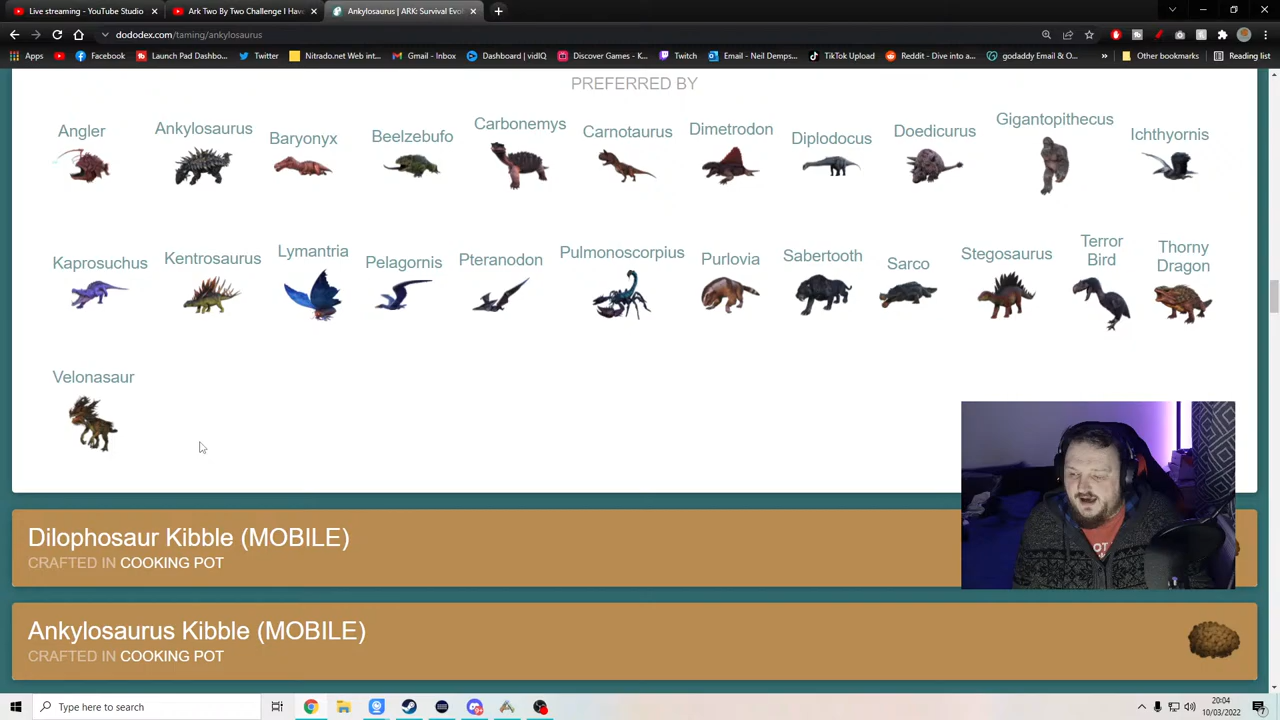 Live streaming - YouTube Studio
Ark Two By Two Challenge I Have
Ankylosaurus | ARK: Survival Evol
dododex.com/taming/ankylosaurus
Apps
Facebook
Launch Pad Dashbo...
Twitter
Nitrado.net Web int...
Gmail - Inbox
Dashboard | vidIQ
Discover Games - K...
Twitch
Email - Neil Demps...
TikTok Upload
Reddit - Dive into a...
godaddy Email & O...
Other bookmarks
Reading list
PREFERRED BY
Angler
Ankylosaurus
Baryonyx
Beelzebufo
Carbonemys
Carnotaurus
Dimetrodon
Diplodocus
Doedicurus
Gigantopithecus
Ichthyornis
Kaprosuchus
Kentrosaurus
Lymantria
Pelagornis
Pteranodon
Pulmonoscorpius
Purlovia
Sabertooth
Sarco
Stegosaurus
Terror
Bird
Thorny
Dragon
Velonasaur
Dilophosaur Kibble (MOBILE)
CRAFTED IN COOKING POT
Ankylosaurus Kibble (MOBILE)
CRAFTED IN COOKING POT
Type here to search
20:04
10/03/2022